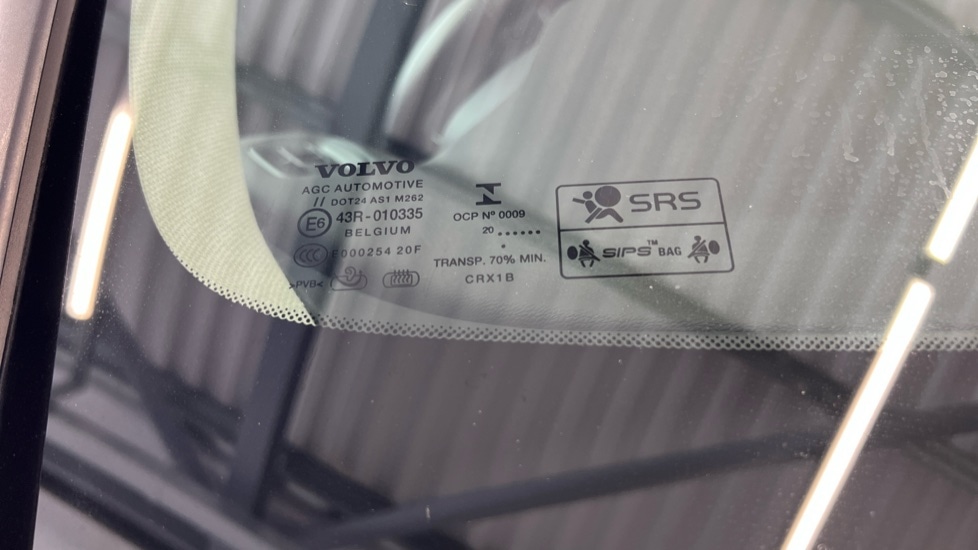 VOLVO
AGC AUTOMOTIVE
// DOT24 AS1 M262
E6 43R-010335
BELGIUM
CCC E000254 20F
>PVB<
OCP Nº 0009
20 ••••••
•
TRANSP. 70% MIN.
CRX1B
SRS
SIPS™ BAG